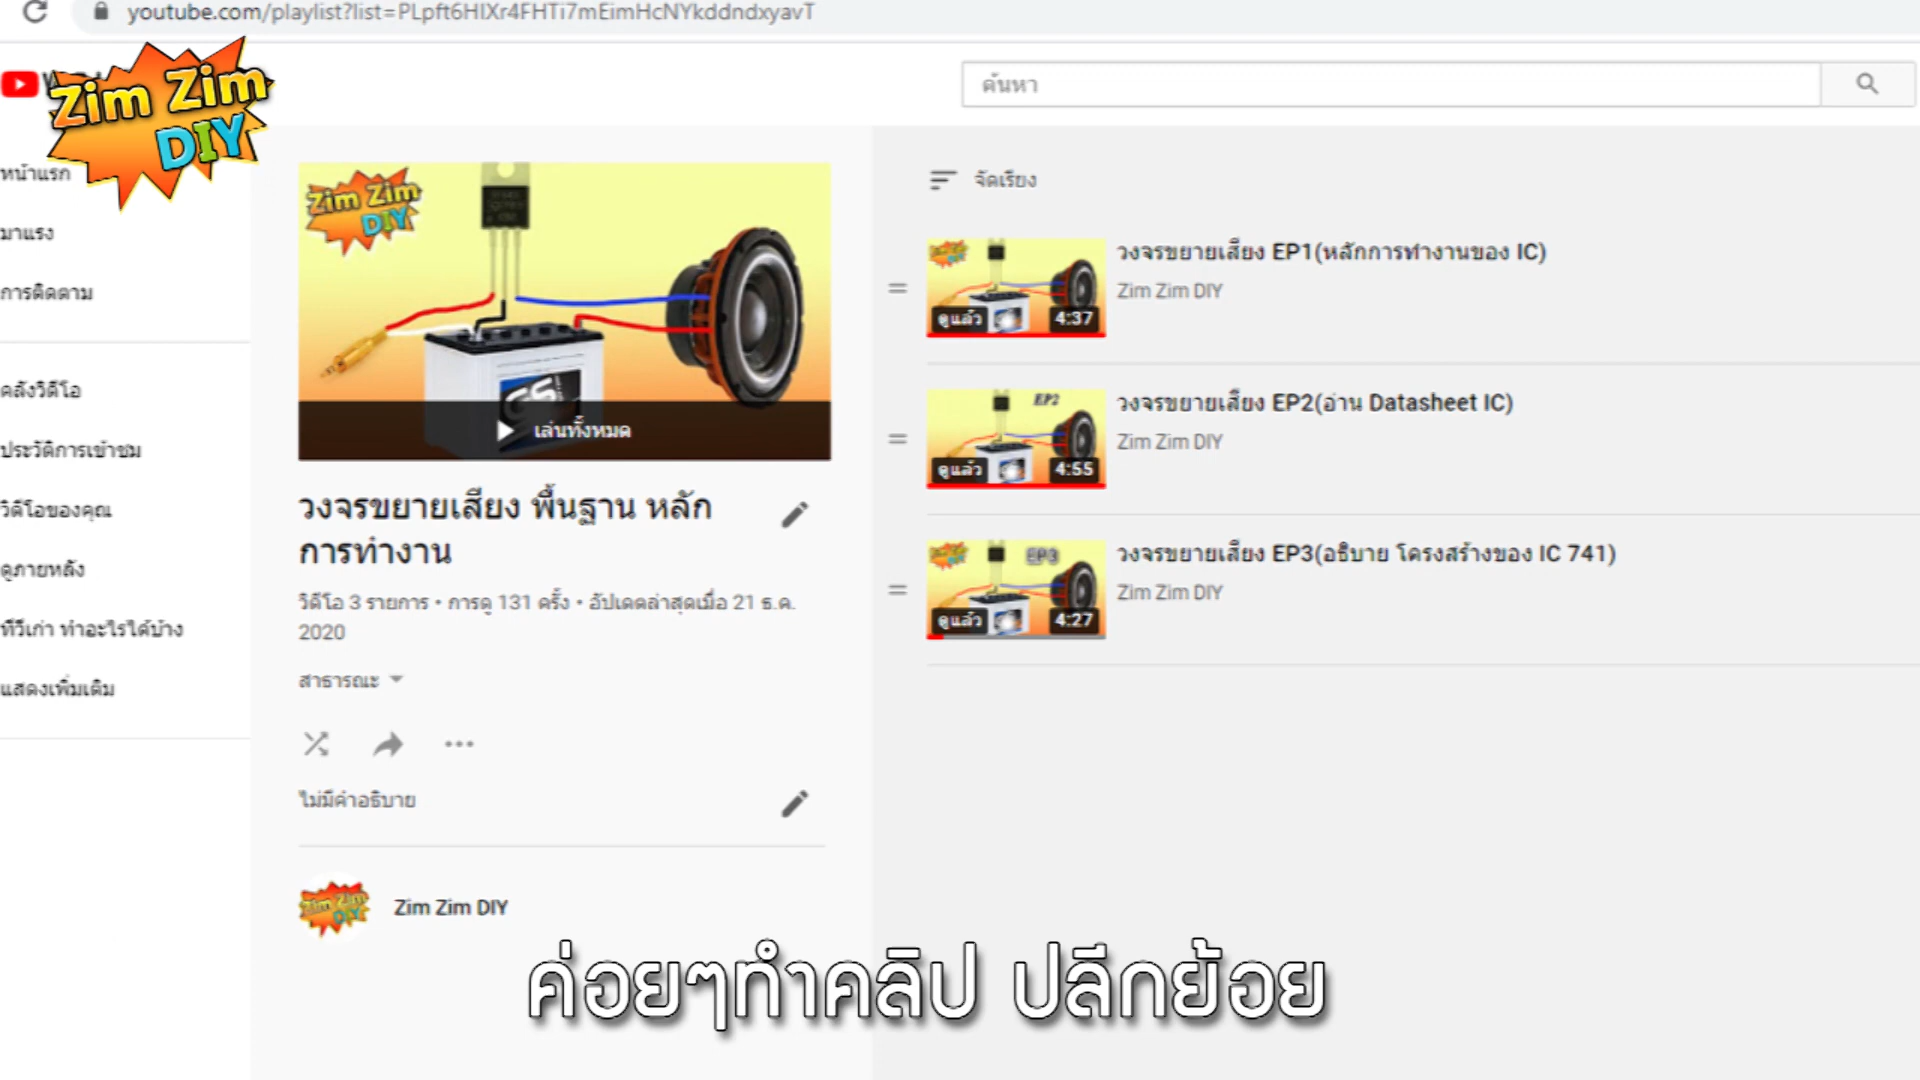 youtube.com/playlist?list=PLpft6HIXr4FHTi7mEimHcNYkddndxyavT
Zim Zim
DIY
ค้นหา
หน้าแรก
มาแรง
การติดตาม
คลังวิดีโอ
ประวัติการเข้าชม
วิดีโอของคุณ
ดูภายหลัง
ทีวีเก่า ทำอะไรได้บ้าง
แสดงเพิ่มเติม
Zim Zim
DIY
GS
เล่นทั้งหมด
วงจรขยายเสียง พื้นฐาน หลัก
การทำงาน
วิดีโอ 3 รายการ • การดู 131 ครั้ง • อัปเดตล่าสุดเมื่อ 21 ธ.ค.
2020
สาธารณะ
ไม่มีคำอธิบาย
Zim Zim
DIY
Zim Zim DIY
จัดเรียง
วงจรขยายเสียง EP1(หลักการทำงานของ IC)
Zim Zim DIY
ดูแล้ว 4:37
วงจรขยายเสียง EP2(อ่าน Datasheet IC)
Zim Zim DIY
EP2
ดูแล้ว 4:55
วงจรขยายเสียง EP3(อธิบาย โครงสร้างของ IC 741)
Zim Zim DIY
EP3
ดูแล้ว 4:27
ค่อยๆทำคลิป ปลีกย้อย